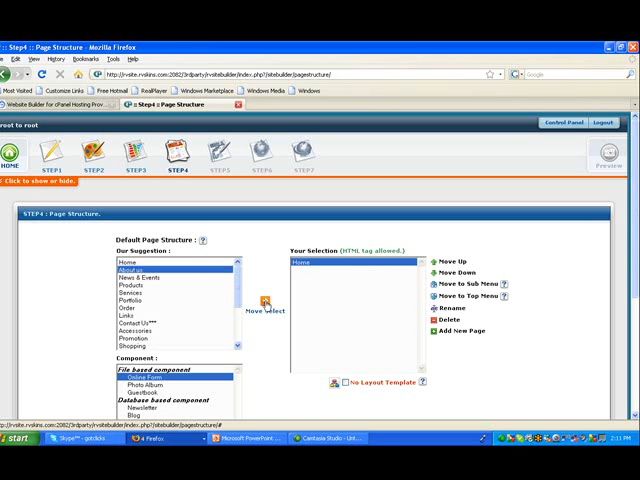 :: Step4 :: Page Structure - Mozilla Firefox
View History Bookmarks Tools Help
http://rvsite.rvskins.com:2082/3rdparty/rvsitebuilder/index.php?/sitebuilder/pagestructure/
Google
Most Visited Customize Links Free Hotmail RealPlayer Windows Marketplace Windows Media Windows
Website Builder for cPanel Hosting Prov...
:: Step4 :: Page Structure
root to root
Control Panel
Logout
HOME
STEP1
STEP2
STEP3
STEP4
STEP5
STEP6
STEP7
Preview
Click to show or hide.
STEP4 : Page Structure.
Default Page Structure : ?
Our Suggestion :
Home
About us
News & Events
Products
Services
Portfolio
Order
Links
Contact Us***
Accessories
Promotion
Shopping
Move Select
Your Selection (HTML tag allowed.)
Home
Move Up
Move Down
Move to Sub Menu ?
Move to Top Menu ?
Rename
Delete
Add New Page
No Layout Template ?
Component :
File based component
Online Form
Photo Album
Guestbook
Database based component
Newsletter
Blog
http://rvsite.rvskins.com:2082/3rdparty/rvsitebuilder/index.php?/sitebuilder/pagestructure/#
start
Skype™ - gotclicks
4 Firefox
Microsoft PowerPoint ...
Camtasia Studio - Unt...
2:11 PM